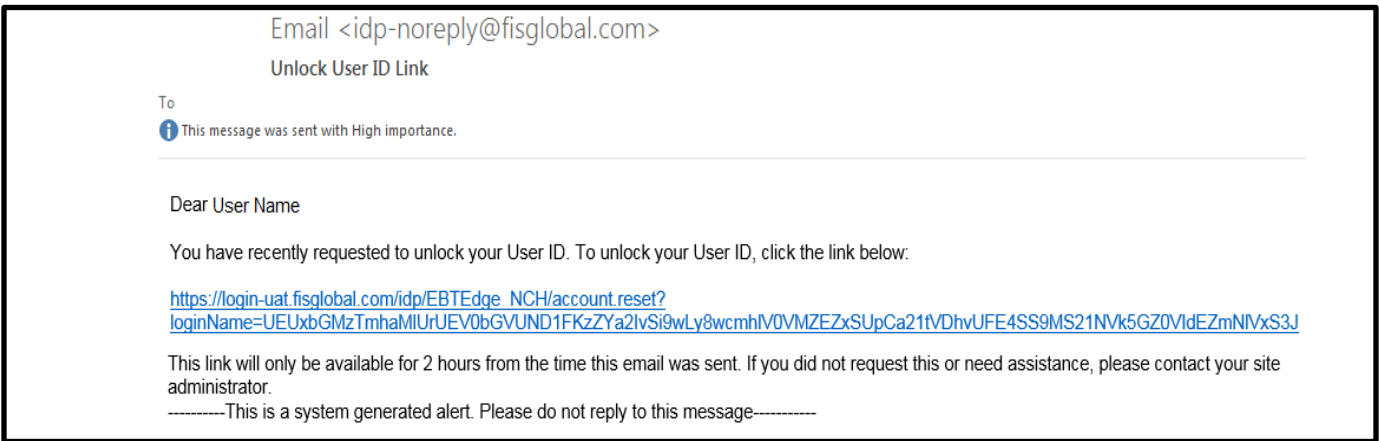 Email <idp-noreply@fisglobal.com>
Unlock User ID Link
To
This message was sent with High importance.
Dear User Name
You have recently requested to unlock your User ID. To unlock your User ID, click the link below:
https://login-uat.fisglobal.com/idp/EBTEdge_NCH/account.reset?
loginName=UEUxbGMzTmhaMlUrUEV0bGVUND1FKzZYa2IvSi9wLy8wcmhlV0VMZEZxSUpCa21tVDhvUFE4SS9MS21NVk5GZ0VIdEZmNlVxS3J
This link will only be available for 2 hours from the time this email was sent. If you did not request this or need assistance, please contact your site
administrator.
----------This is a system generated alert. Please do not reply to this message-----------